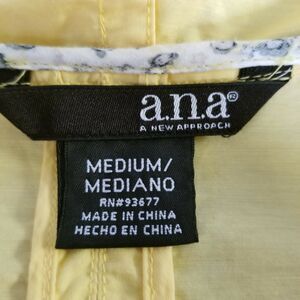 a.n.a®
A NEW APPROACH
MEDIUM/
MEDIANO
RN#93677
MADE IN CHINA
HECHO EN CHINA